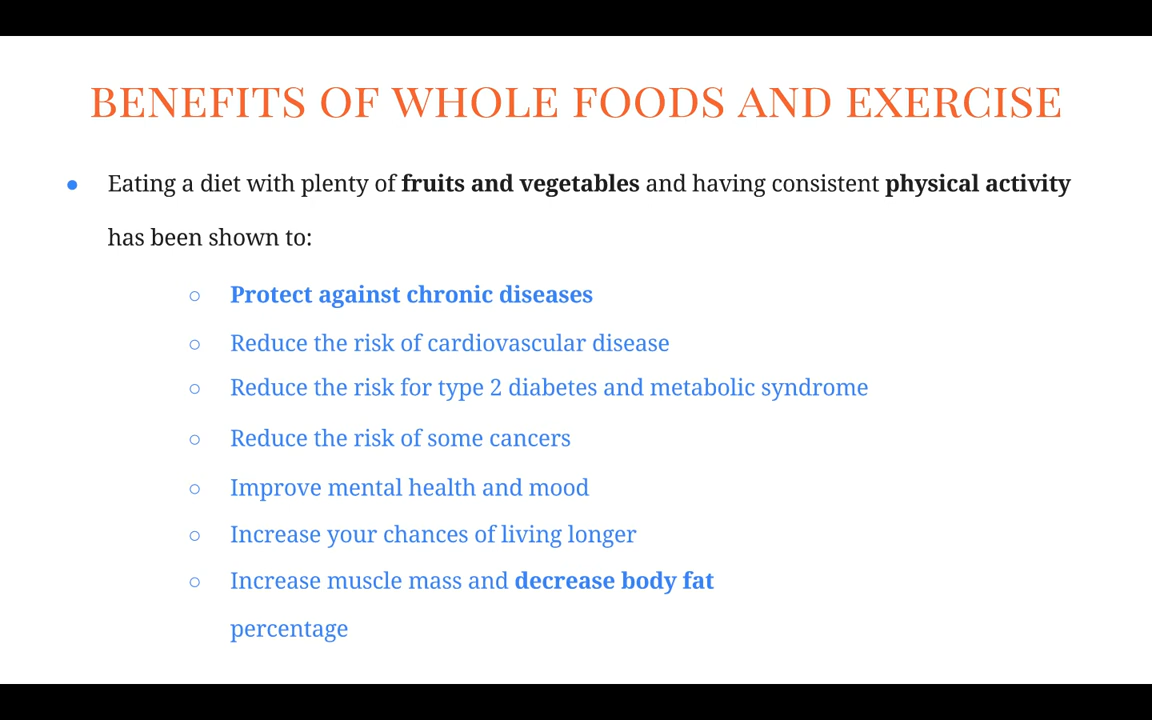 BENEFITS OF WHOLE FOODS AND EXERCISE
● Eating a diet with plenty of fruits and vegetables and having consistent physical activity
has been shown to:
○ Protect against chronic diseases
○ Reduce the risk of cardiovascular disease
○ Reduce the risk for type 2 diabetes and metabolic syndrome
○ Reduce the risk of some cancers
○ Improve mental health and mood
○ Increase your chances of living longer
○ Increase muscle mass and decrease body fat
percentage